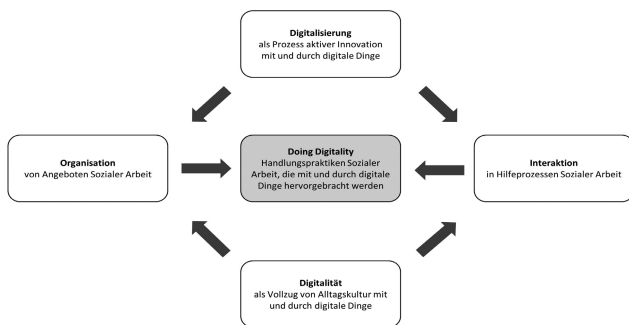 Digitalisierung
als Prozess aktiver Innovation
mit und durch digitale Dinge
Organisation
von Angeboten Sozialer Arbeit
Doing Digitality
Handlungspraktiken Sozialer
Arbeit, die mit und durch digitale
Dinge hervorgebracht werden
Interaktion
in Hilfeprozessen Sozialer Arbeit
Digitalität
als Vollzug von Alltagskultur mit
und durch digitale Dinge